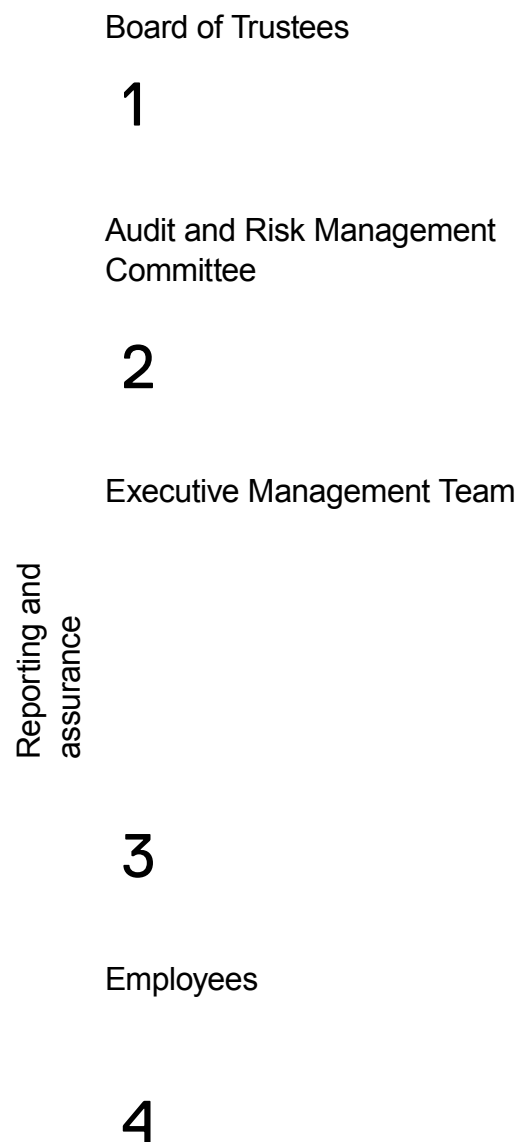 Board of Trustees
1
Audit and Risk Management
Committee
2
Executive Management Team
Reporting and
assurance
3
Employees
4